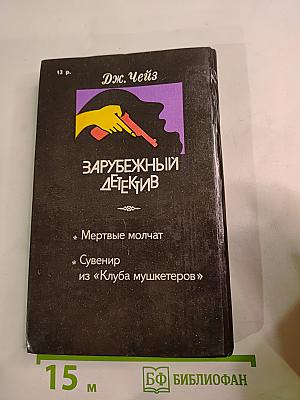 13 р.
Дж. Чейз
ЗАРУБЕЖНЫЙ
ДЕТЕКТИВ
* Мертвые молчат
* Сувенир
из «Клуба мушкетеров»
15 м
БФ БИБЛИОФАН